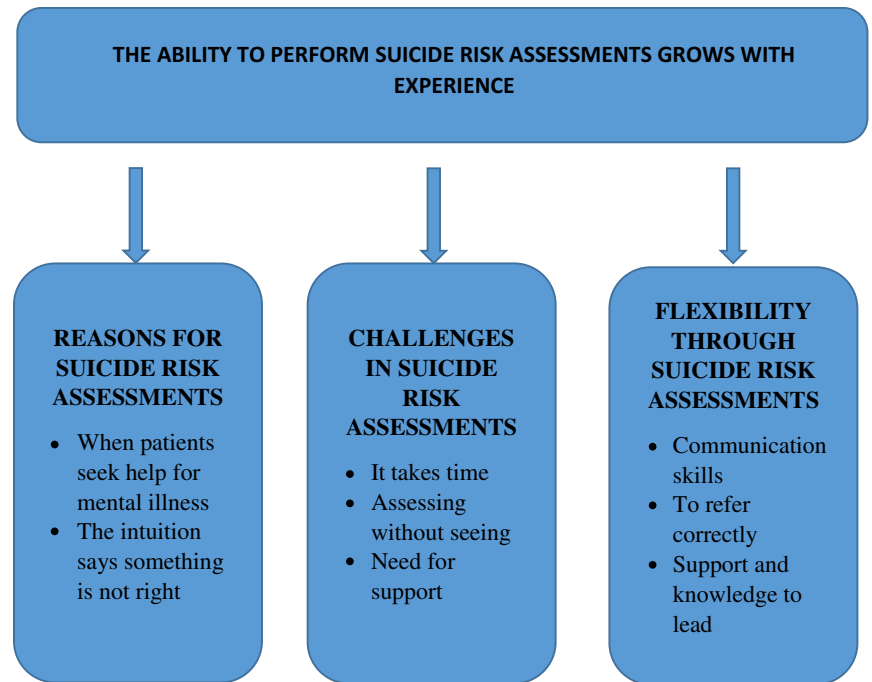 THE ABILITY TO PERFORM SUICIDE RISK ASSESSMENTS GROWS WITH
EXPERIENCE
REASONS FOR
SUICIDE RISK
ASSESSMENTS
• When patients
seek help for
mental illness
• The intuition
says something
is not right
CHALLENGES
IN SUICIDE
RISK
ASSESSMENTS
• It takes time
• Assessing
without seeing
• Need for
support
FLEXIBILITY
THROUGH
SUICIDE RISK
ASSESSMENTS
• Communication
skills
• To refer
correctly
• Support and
knowledge to
lead